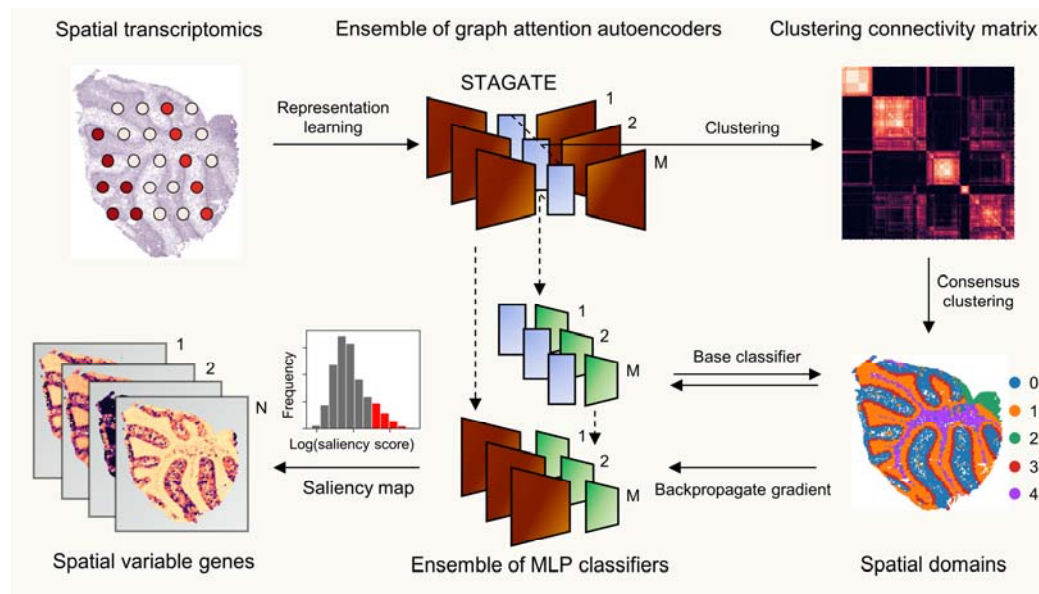 Spatial transcriptomics
Ensemble of graph attention autoencoders
Clustering connectivity matrix
STAGATE
1
2
M
Representation
learning
Clustering
Consensus
clustering
1
2
M
Base classifier
0
1
2
3
4
1
2
N
Frequency
Log(saliency score)
Saliency map
1
2
M
Backpropagate gradient
Spatial variable genes
Ensemble of MLP classifiers
Spatial domains